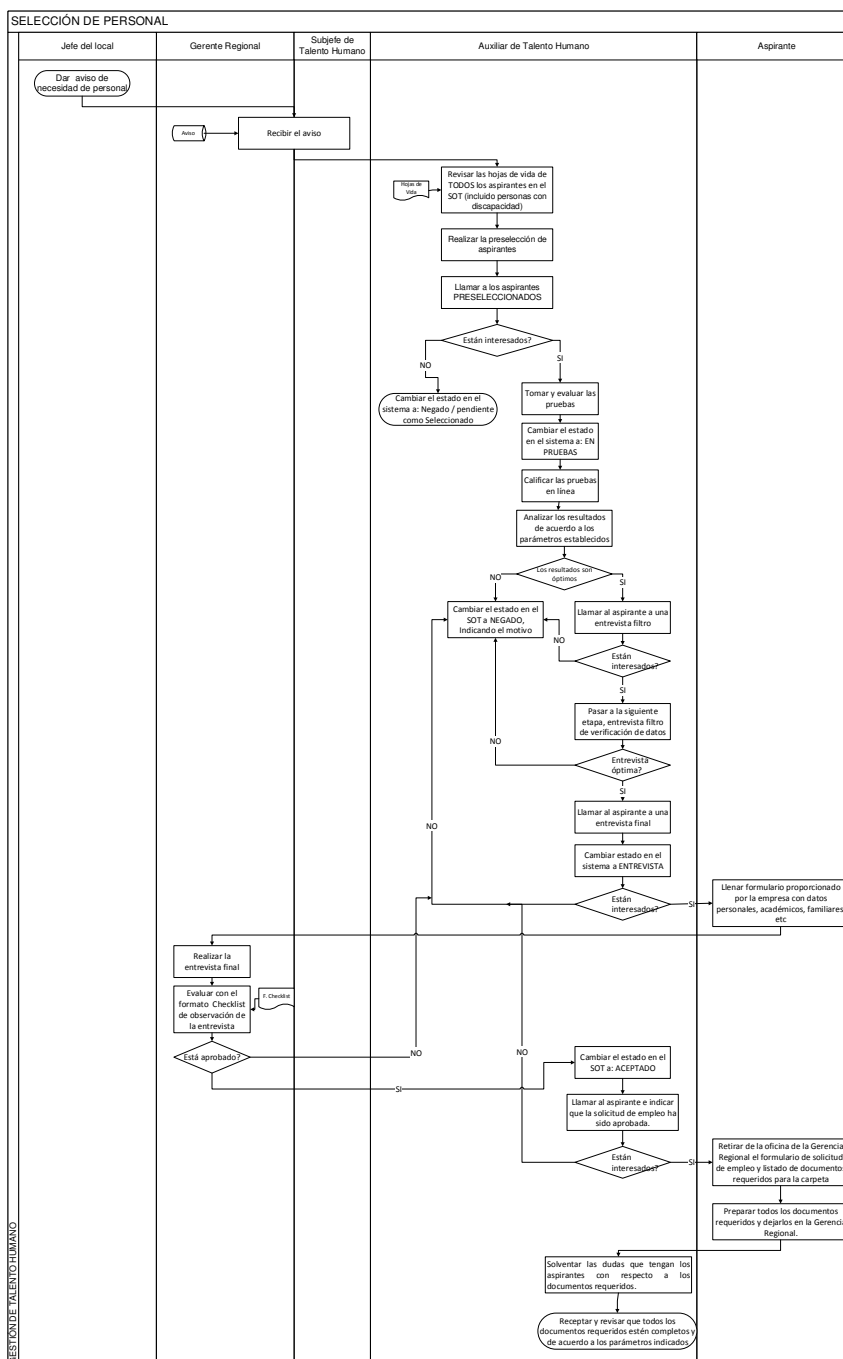 SELECCIÓN DE PERSONAL
Jefe del local
Gerente Regional
Subjefe de
Talento Humano
Auxiliar de Talento Humano
Aspirante
Dar aviso de
necesidad de personal
Aviso
Recibir el aviso
Hojas de
Vida
Revisar las hojas de vida de
TODOS los aspirantes en el
SOT (incluido personas con
discapacidad)
Realizar la preselección de
aspirantes
Llamar a los aspirantes
PRESELECCIONADOS
Están interesados?
NO
SI
Cambiar el estado en el
sistema a: Negado / pendiente
como Seleccionado
Tomar y evaluar las
pruebas
Cambiar el estado
en el sistema a: EN
PRUEBAS
Calificar las pruebas
en línea
Analizar los resultados
de acuerdo a los
parámetros establecidos
Los resultados son
óptimos
NO
SI
Cambiar el estado en el
SOT a NEGADO,
Indicando el motivo
Llamar al aspirante a una
entrevista filtro
NO
Están
interesados?
SI
Pasar a la siguiente
etapa, entrevista filtro
de verificación de datos
NO
Entrevista
óptima?
SI
Llamar al aspirante a una
entrevista final
NO
Cambiar estado en el
sistema a ENTREVISTA
Están
interesados?
SI
Llenar formulario proporcionado
por la empresa con datos
personales, académicos, familiares,
etc
Realizar la
entrevista final
Evaluar con el
formato Checklist
de observación de
la entrevista
F. Checklist
Está aprobado?
NO
NO
SI
Cambiar el estado en el
SOT a: ACEPTADO
Llamar al aspirante e indicar
que la solicitud de empleo ha
sido aprobada.
Están
interesados?
SI
Retirar de la oficina de la Gerencia
Regional el formulario de solicitud
de empleo y listado de documentos
requeridos para la carpeta
Preparar todos los documentos
requeridos y dejarlos en la Gerencia
Regional.
Solventar las dudas que tengan los
aspirantes con respecto a los
documentos requeridos.
Receptar y revisar que todos los
documentos requeridos estén completos y
de acuerdo a los parámetros indicados
GESTIÓN DE TALENTO HUMANO